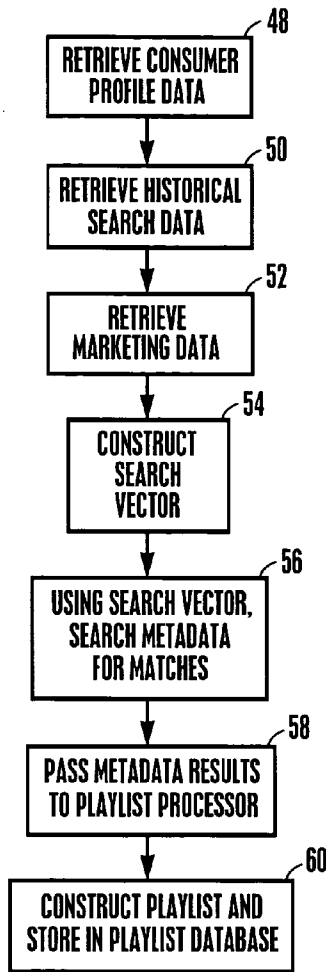 48
RETRIEVE CONSUMER
PROFILE DATA
50
RETRIEVE HISTORICAL
SEARCH DATA
52
RETRIEVE
MARKETING DATA
54
CONSTRUCT
SEARCH
VECTOR
56
USING SEARCH VECTOR,
SEARCH METADATA
FOR MATCHES
58
PASS METADATA RESULTS
TO PLAYLIST PROCESSOR
60
CONSTRUCT PLAYLIST AND
STORE IN PLAYLIST DATABASE